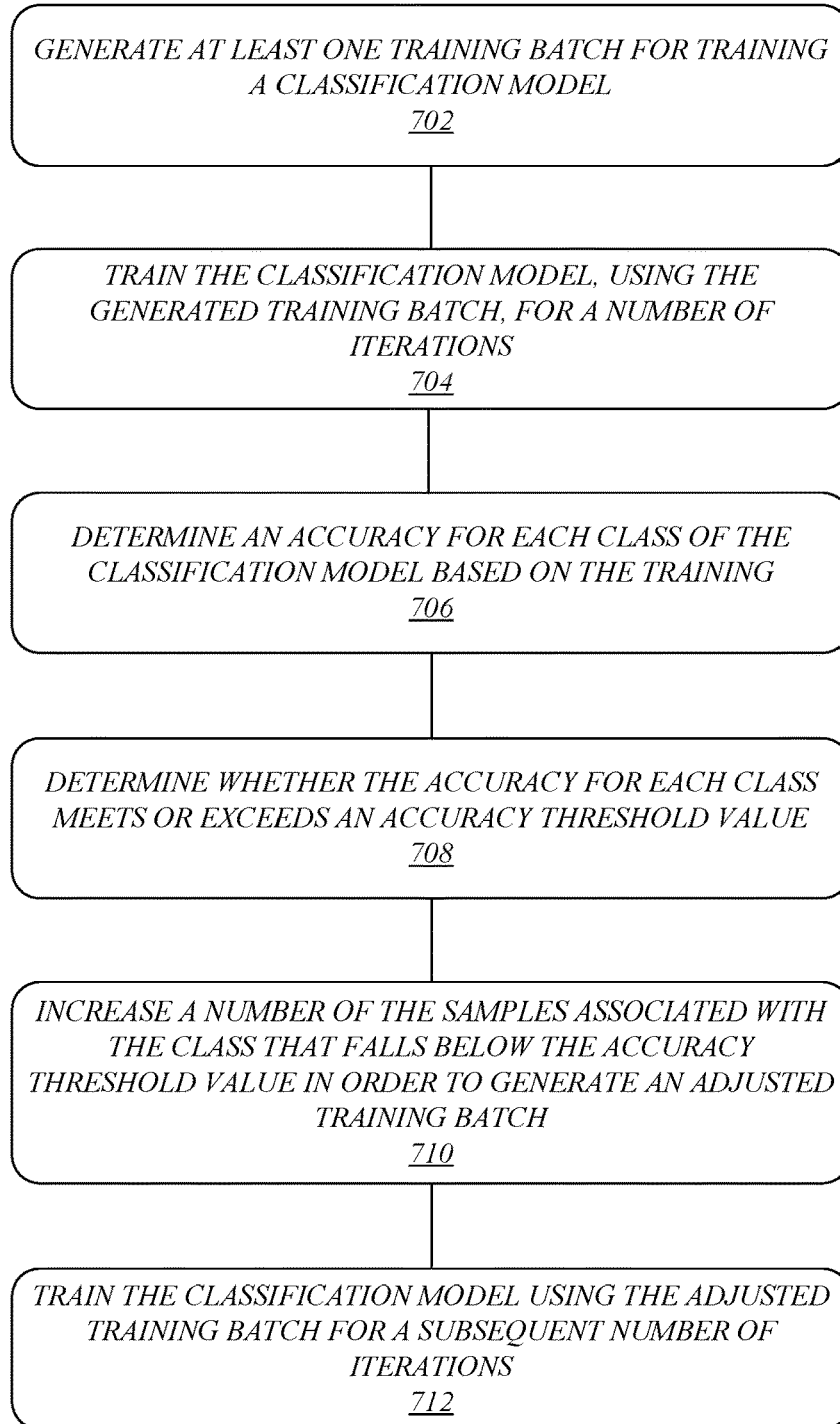 GENERATE AT LEAST ONE TRAINING BATCH FOR TRAINING
A CLASSIFICATION MODEL
702
TRAIN THE CLASSIFICATION MODEL, USING THE
GENERATED TRAINING BATCH, FOR A NUMBER OF
ITERATIONS
704
DETERMINE AN ACCURACY FOR EACH CLASS OF THE
CLASSIFICATION MODEL BASED ON THE TRAINING
706
DETERMINE WHETHER THE ACCURACY FOR EACH CLASS
MEETS OR EXCEEDS AN ACCURACY THRESHOLD VALUE
708
INCREASE A NUMBER OF THE SAMPLES ASSOCIATED WITH
THE CLASS THAT FALLS BELOW THE ACCURACY
THRESHOLD VALUE IN ORDER TO GENERATE AN ADJUSTED
TRAINING BATCH
710
TRAIN THE CLASSIFICATION MODEL USING THE ADJUSTED
TRAINING BATCH FOR A SUBSEQUENT NUMBER OF
ITERATIONS
712